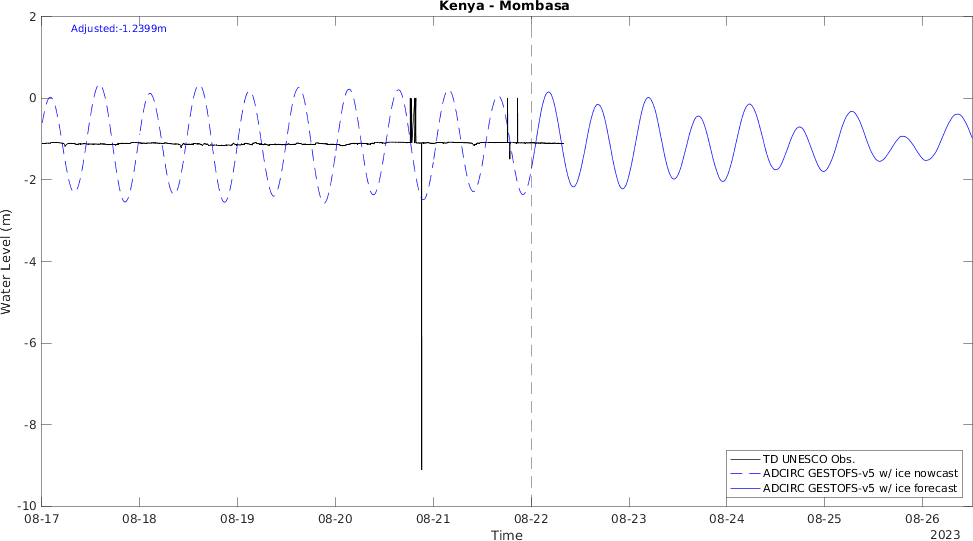 Kenya - Mombasa
Adjusted:-1.2399m
2
0
-2
-4
-6
-8
-10
Water Level (m)
TD UNESCO Obs.
ADCIRC GESTOFS-v5 w/ ice nowcast
ADCIRC GESTOFS-v5 w/ ice forecast
08-17 08-18 08-19 08-20 08-21 08-22 08-23 08-24 08-25 08-26
Time
2023